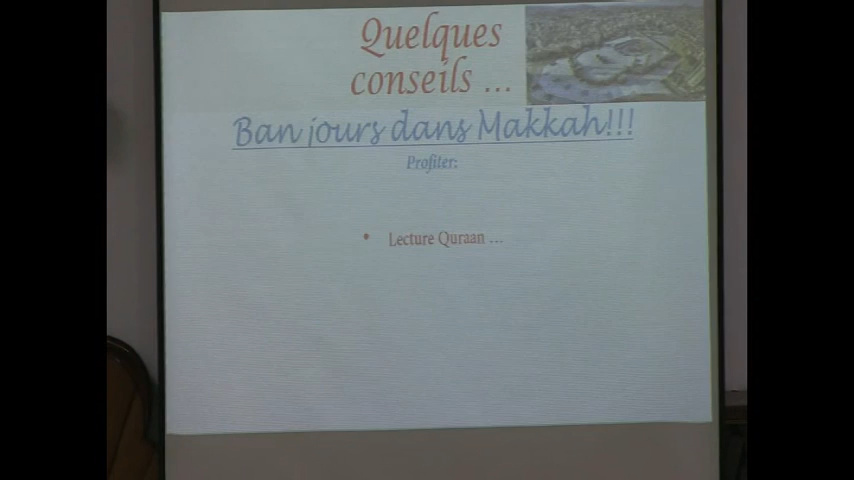 Quelques
conseils ...
Ban jours dans Makkah!!!
Profiter:
• Lecture Quraan ...